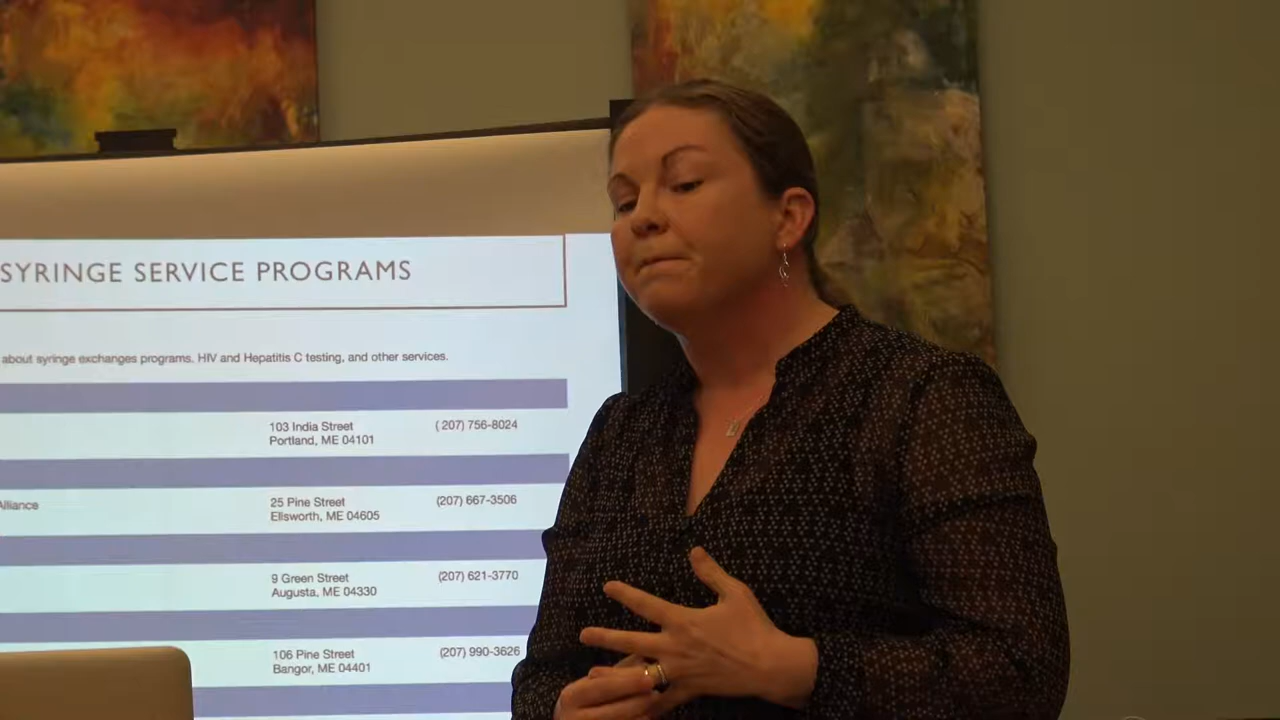 SYRINGE SERVICE PROGRAMS
about syringe exchanges programs, HIV and Hepatitis C testing, and other services.
103 India Street
Portland, ME 04101
( 207) 756-8024
Alliance
25 Pine Street
Ellsworth, ME 04605
(207) 667-3506
9 Green Street
Augusta, ME 04330
(207) 621-3770
106 Pine Street
Bangor, ME 04401
(207) 990-3626